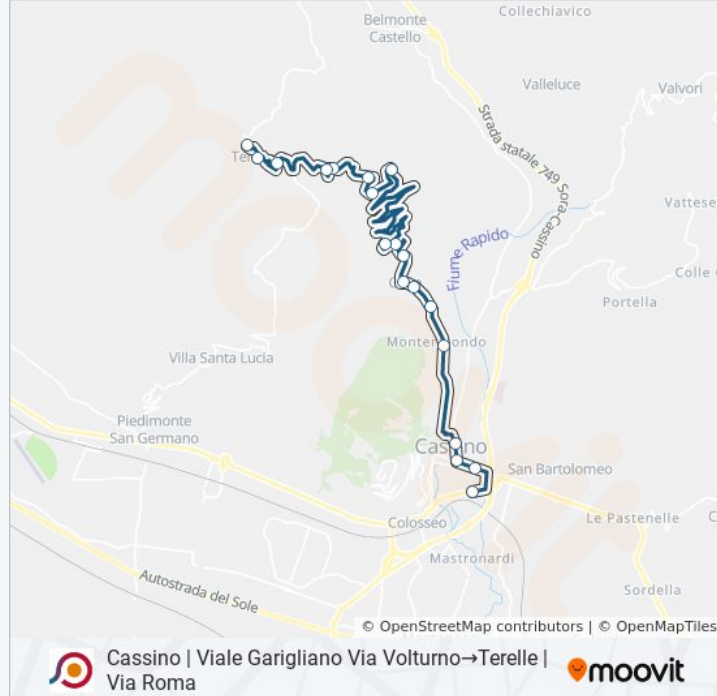 Collechiavico
Belmonte
Castello
Valleluce
Valvori
Strada statale 749 Sora-Cassino
Vattese
Fiume Rapido
Colle
Portella
Villa Santa Lucia
Piedimonte
San Germano
San Bartolomeo
Colosseo
Le Pastenelle
Mastronardi
Sordella
Autostrada del Sole
© OpenStreetMap contributors | © OpenMapTiles
Cassino | Viale Garigliano Via Volturno→Terelle |
Via Roma
moovit